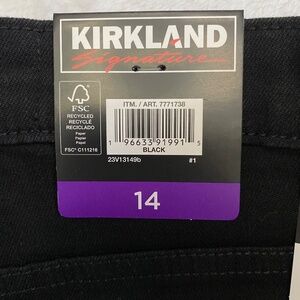 KIRKLAND
Signature
ITM. / ART. 7771738
FSC
RECYCLED
RECYCLÉ
RECICLADO
Paper
Papier
Papel
FSC® C111216
1 96633 91991 5
BLACK
23V13149b #1
14